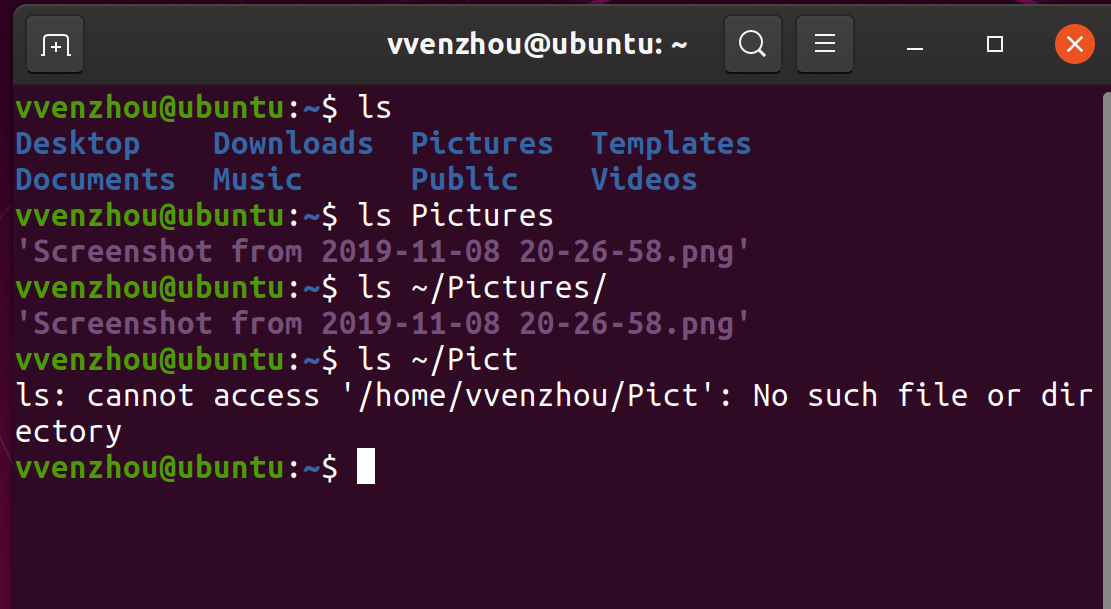 vvenzhou@ubuntu: ~
vvenzhou@ubuntu:~$ ls
Desktop    Downloads  Pictures  Templates
Documents  Music      Public    Videos
vvenzhou@ubuntu:~$ ls Pictures
'Screenshot from 2019-11-08 20-26-58.png'
vvenzhou@ubuntu:~$ ls ~/Pictures/
'Screenshot from 2019-11-08 20-26-58.png'
vvenzhou@ubuntu:~$ ls ~/Pict
ls: cannot access '/home/vvenzhou/Pict': No such file or dir
ectory
vvenzhou@ubuntu:~$